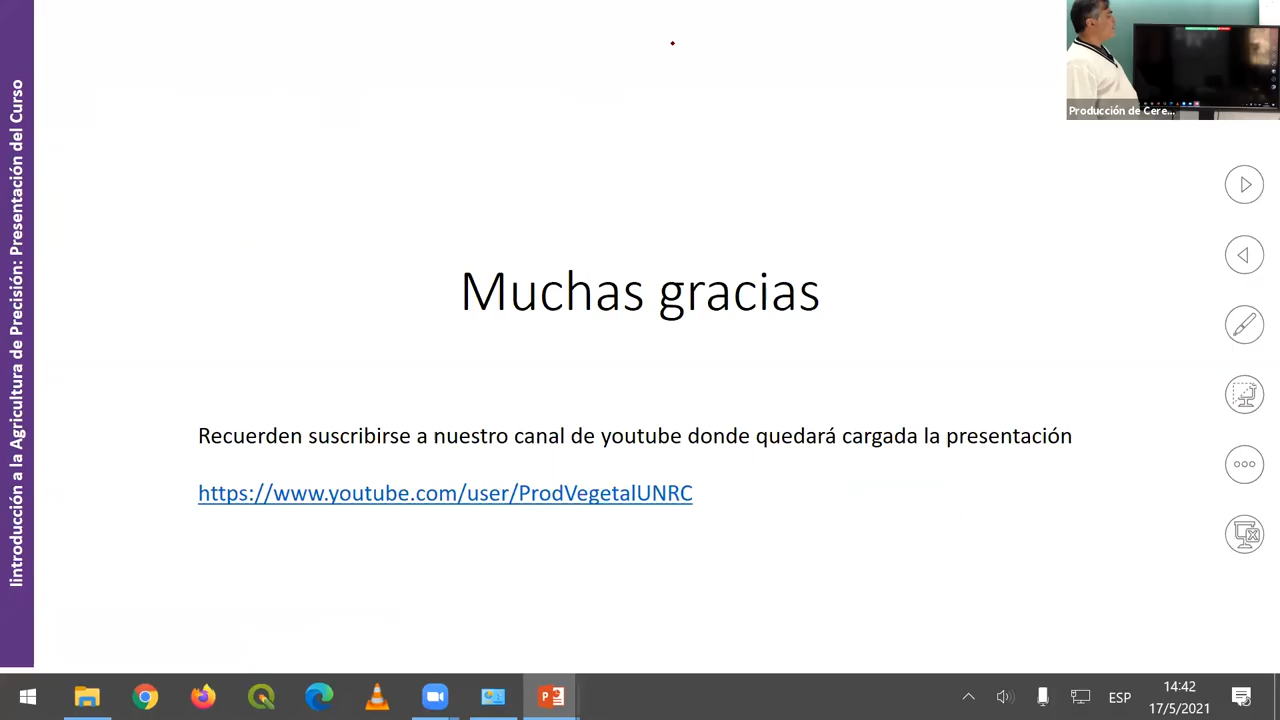 Iintroducción a la Agricultura de Precisión: Presentación del Curso
Producción de Cere...
Muchas gracias
Recuerden suscribirse a nuestro canal de youtube donde quedará cargada la presentación
https://www.youtube.com/user/ProdVegetalUNRC
ESP
14:42
17/5/2021